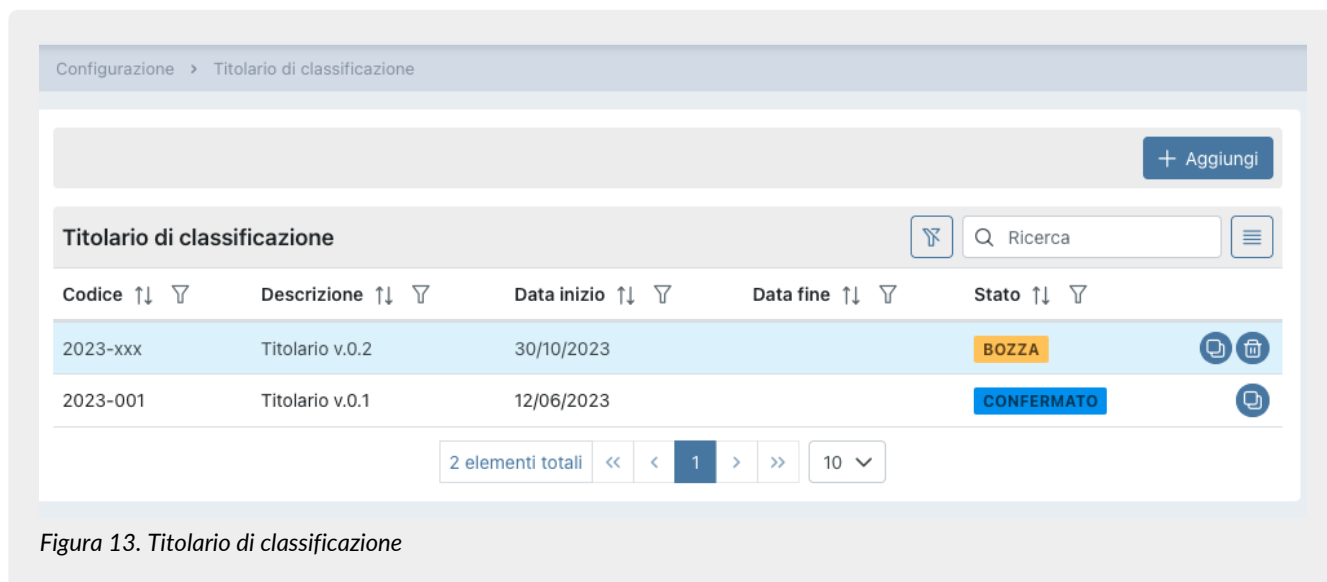 Configurazione > Titolario di classificazione
+ Aggiungi
Titolario di classificazione Ricerca
Codice Descrizione Data inizio Data fine Stato
2023-xxx Titolario v.0.2 30/10/2023 BOZZA
2023-001 Titolario v.0.1 12/06/2023 CONFERMATO
2 elementi totali << < 1 > >> 10
Figura 13. Titolario di classificazione